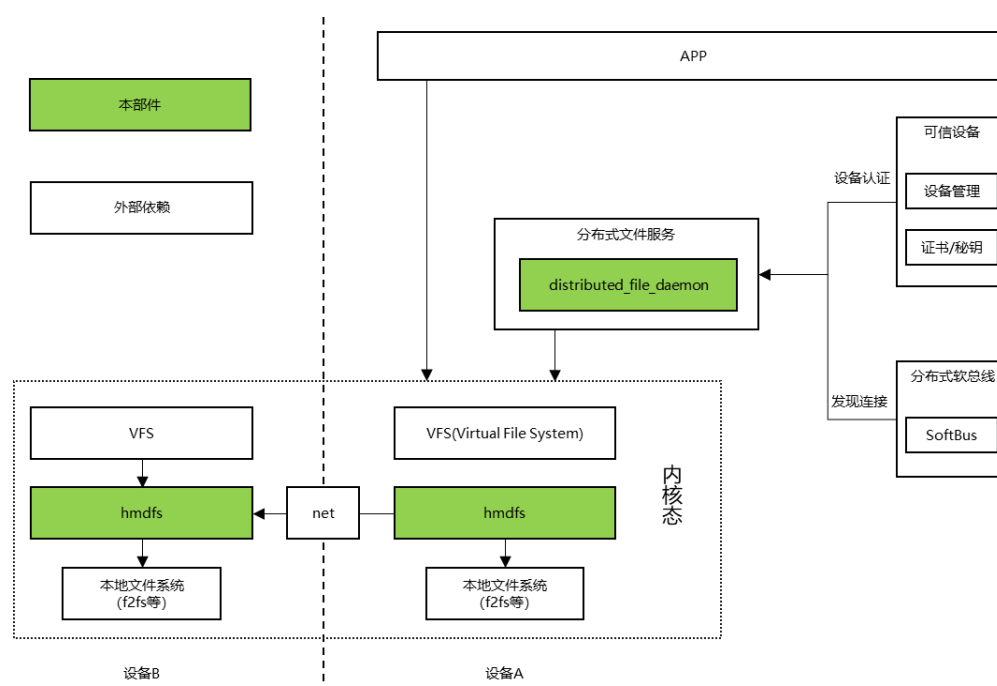 APP
本部件
可信设备
设备认证
设备管理
外部依赖
分布式文件服务
证书/秘钥
distributed_file_daemon
分布式软总线
发现连接
SoftBus
VFS
VFS(Virtual File System)
内
核
态
hmdfs
net
hmdfs
本地文件系统
(f2fs等)
本地文件系统
(f2fs等)
设备B
设备A